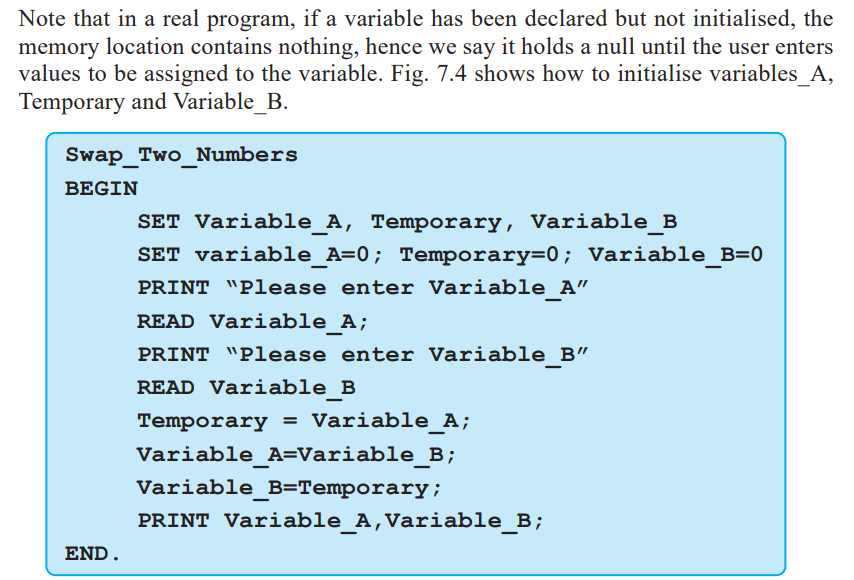 Note that in a real program, if a variable has been declared but not initialised, the
memory location contains nothing, hence we say it holds a null until the user enters
values to be assigned to the variable. Fig. 7.4 shows how to initialise variables_A,
Temporary and Variable_B.
Swap_Two_Numbers
BEGIN
SET Variable_A, Temporary, Variable_B
SET variable_A=0; Temporary=0; Variable_B=0
PRINT “Please enter Variable_A”
READ Variable_A;
PRINT “Please enter Variable_B”
READ Variable_B
Temporary = Variable_A;
Variable_A=Variable_B;
Variable_B=Temporary;
PRINT Variable_A,Variable_B;
END.